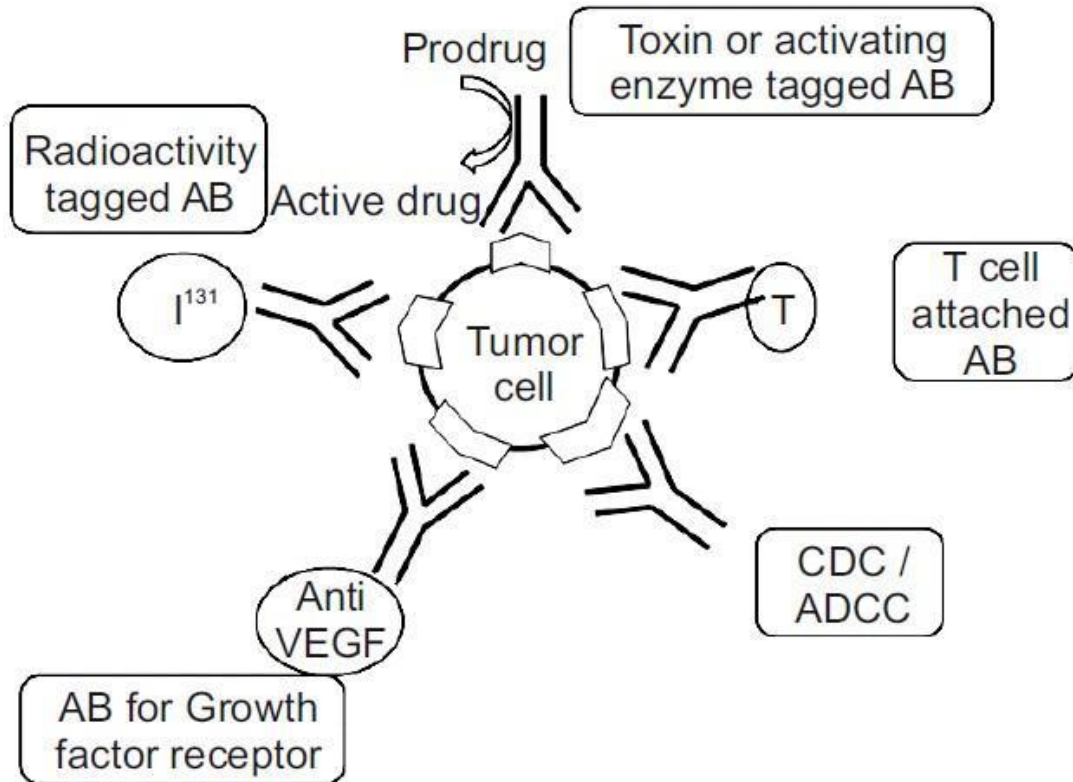 Prodrug
Toxin or activating
enzyme tagged AB
Radioactivity
tagged AB
Active drug
I¹³¹
Tumor
cell
T
T cell
attached
AB
Anti
VEGF
CDC /
ADCC
AB for Growth
factor receptor